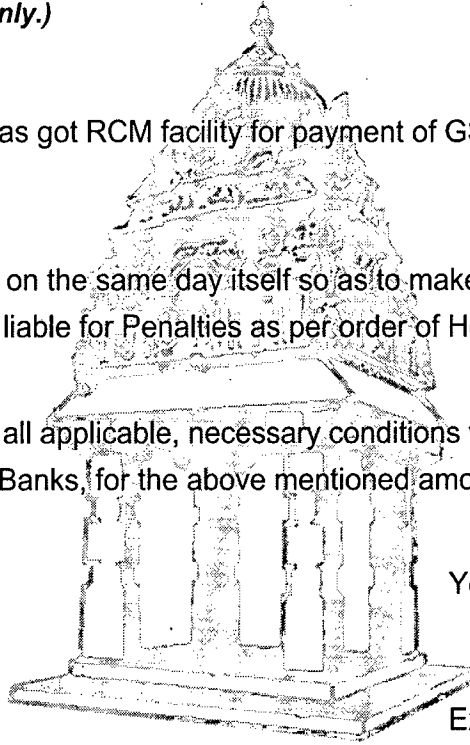 nly.)
as got RCM facility for payment of G
on the same day itself so as to make
liable for Penalties as per order of H
all applicable, necessary conditions
Banks, for the above mentioned amo
Y
E